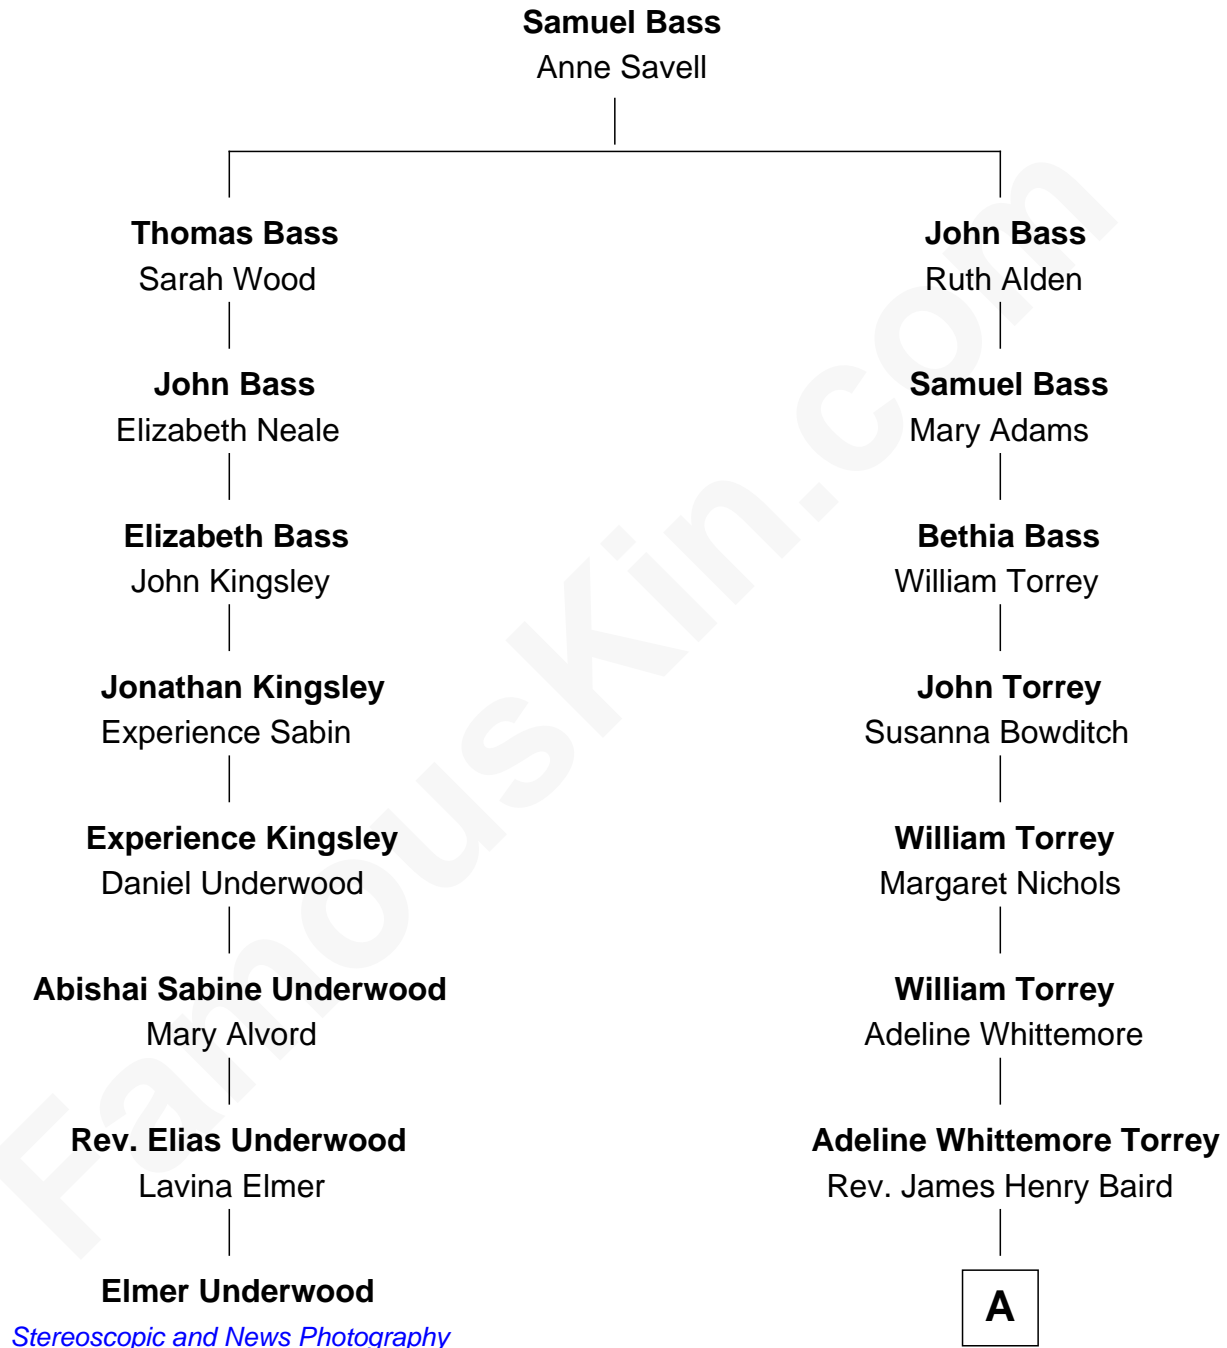 Samuel Bass
Anne Savell
Thomas Bass
Sarah Wood
John Bass
Elizabeth Neale
Elizabeth Bass
John Kingsley
Jonathan Kingsley
Experience Sabin
Experience Kingsley
Daniel Underwood
Abishai Sabine Underwood
Mary Alvord
Rev. Elias Underwood
Lavina Elmer
Elmer Underwood
Stereoscopic and News Photography
John Bass
Ruth Alden
Samuel Bass
Mary Adams
Bethia Bass
William Torrey
John Torrey
Susanna Bowditch
William Torrey
Margaret Nichols
William Torrey
Adeline Whittemore
Adeline Whittemore Torrey
Rev. James Henry Baird
A
FamousKin.com